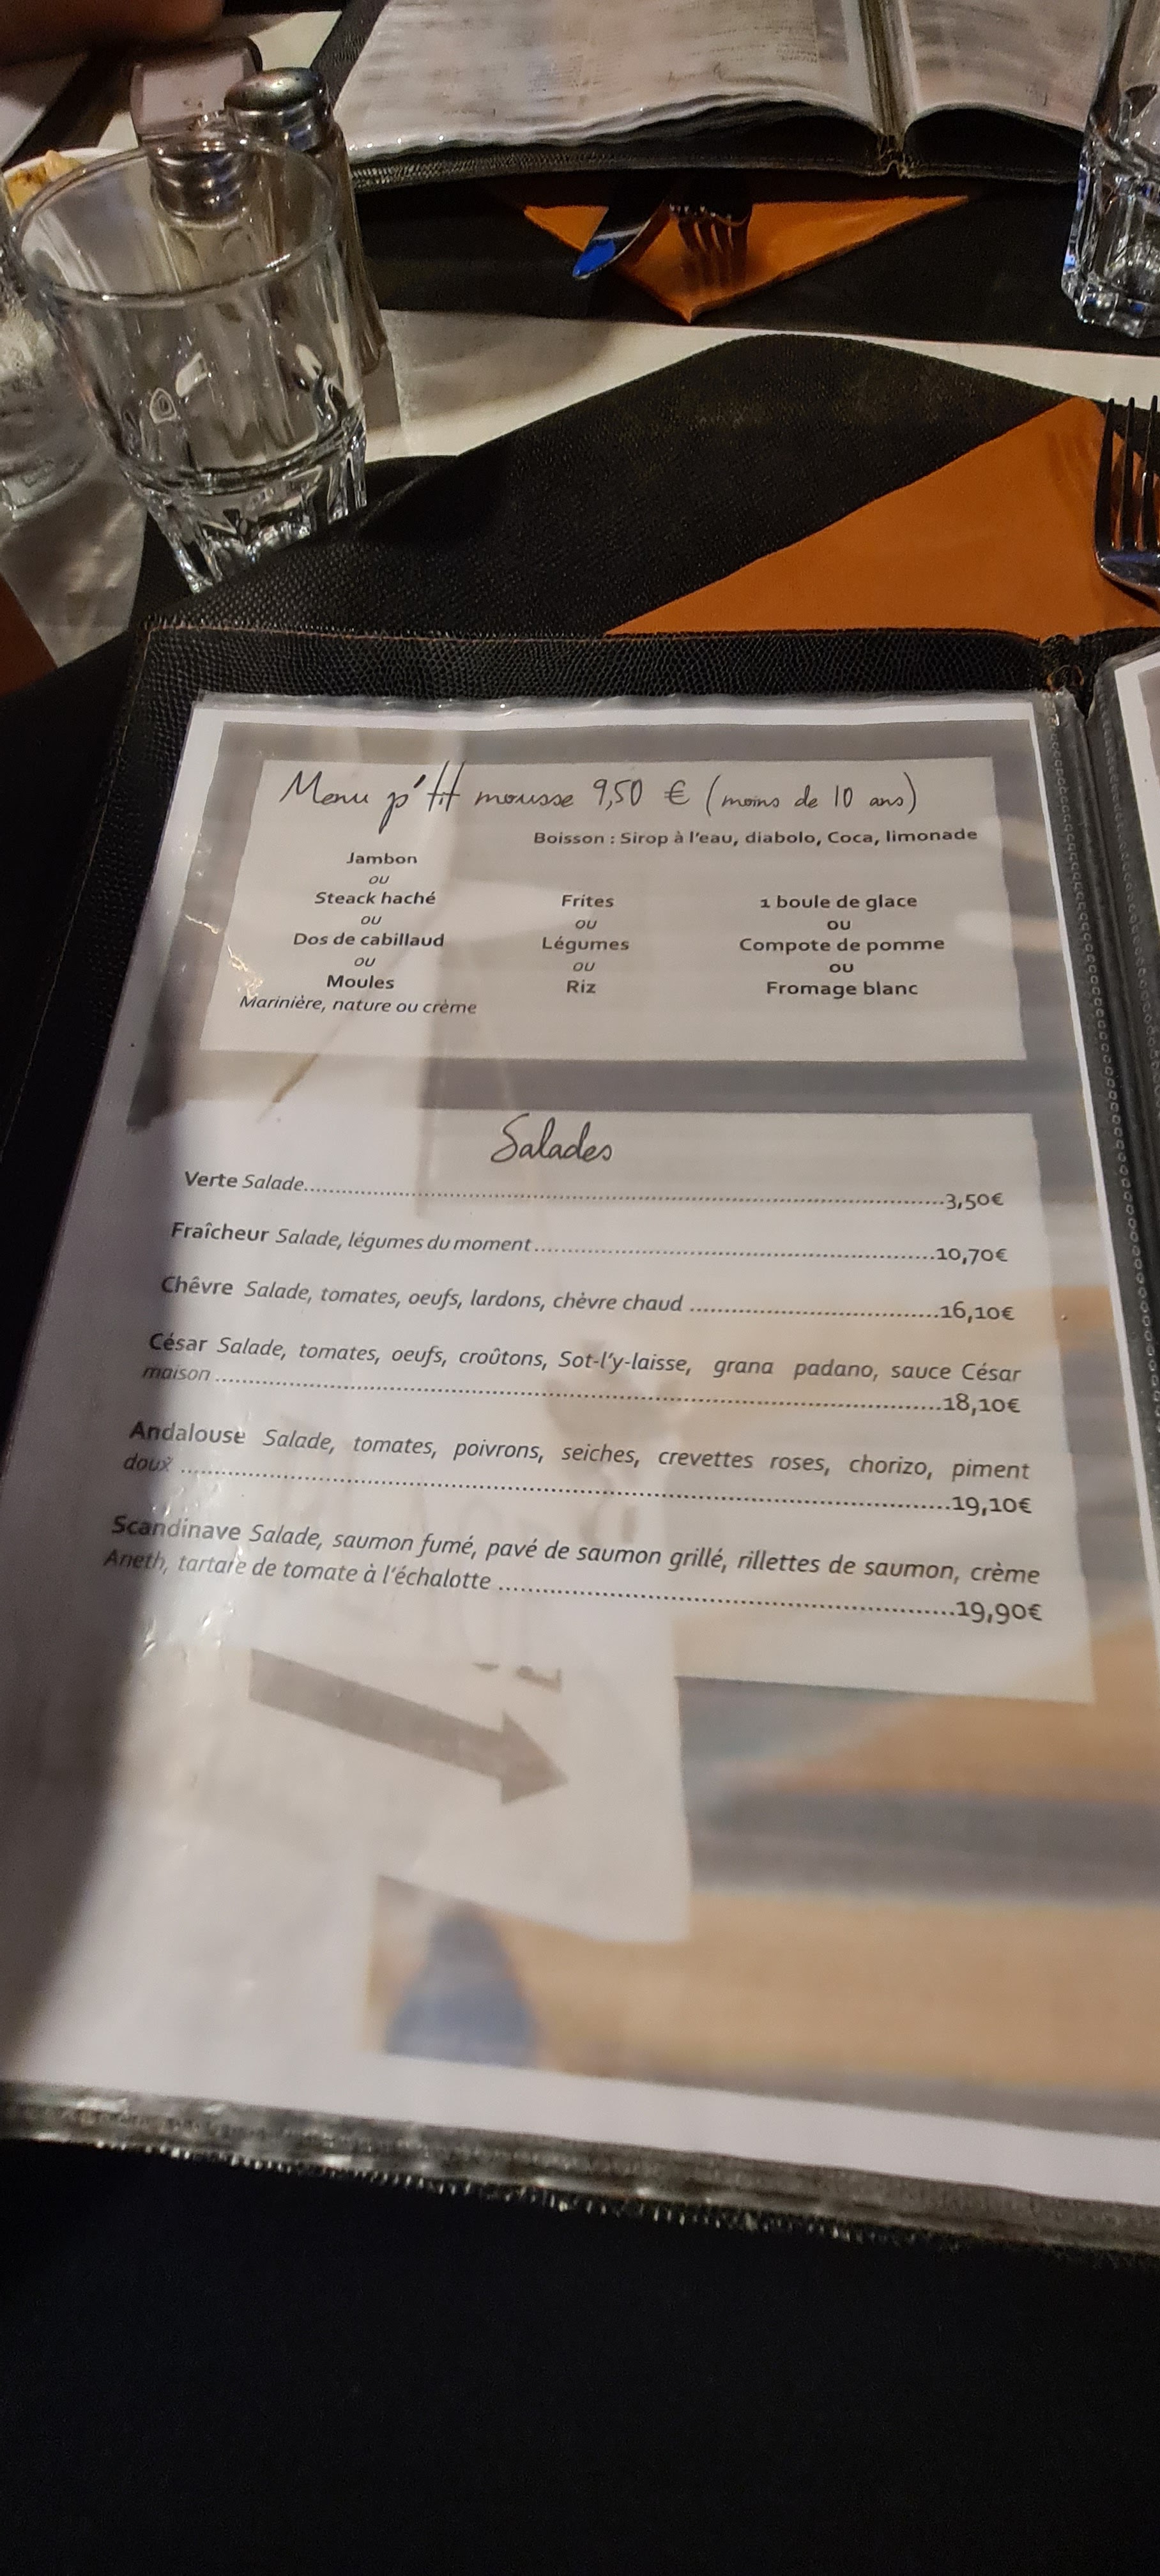 Menu p'tit mousse 9,50 € (moins de 10 ans)
Boisson : Sirop à l'eau, diabolo, Coca, limonade
Jambon
ou
Steack haché
ou
Dos de cabillaud
ou
Moules
Marinière, nature ou crème
Frites
ou
Légumes
ou
Riz
1 boule de glace
ou
Compote de pomme
ou
Fromage blanc
Salades
Verte Salade..........3,50€
Fraîcheur Salade, légumes du moment..........10,70€
Chêvre Salade, tomates, oeufs, lardons, chèvre chaud ..........16,10€
César Salade, tomates, oeufs, croûtons, Sot-l'y-laisse, grana padano, sauce César
maison ..........18,10€
Andalouse Salade, tomates, poivrons, seiches, crevettes roses, chorizo, piment
doux ..........19,10€
Scandinave Salade, saumon fumé, pavé de saumon grillé, rillettes de saumon, crème
Aneth, tartare de tomate à l'échalotte ..........19,90€